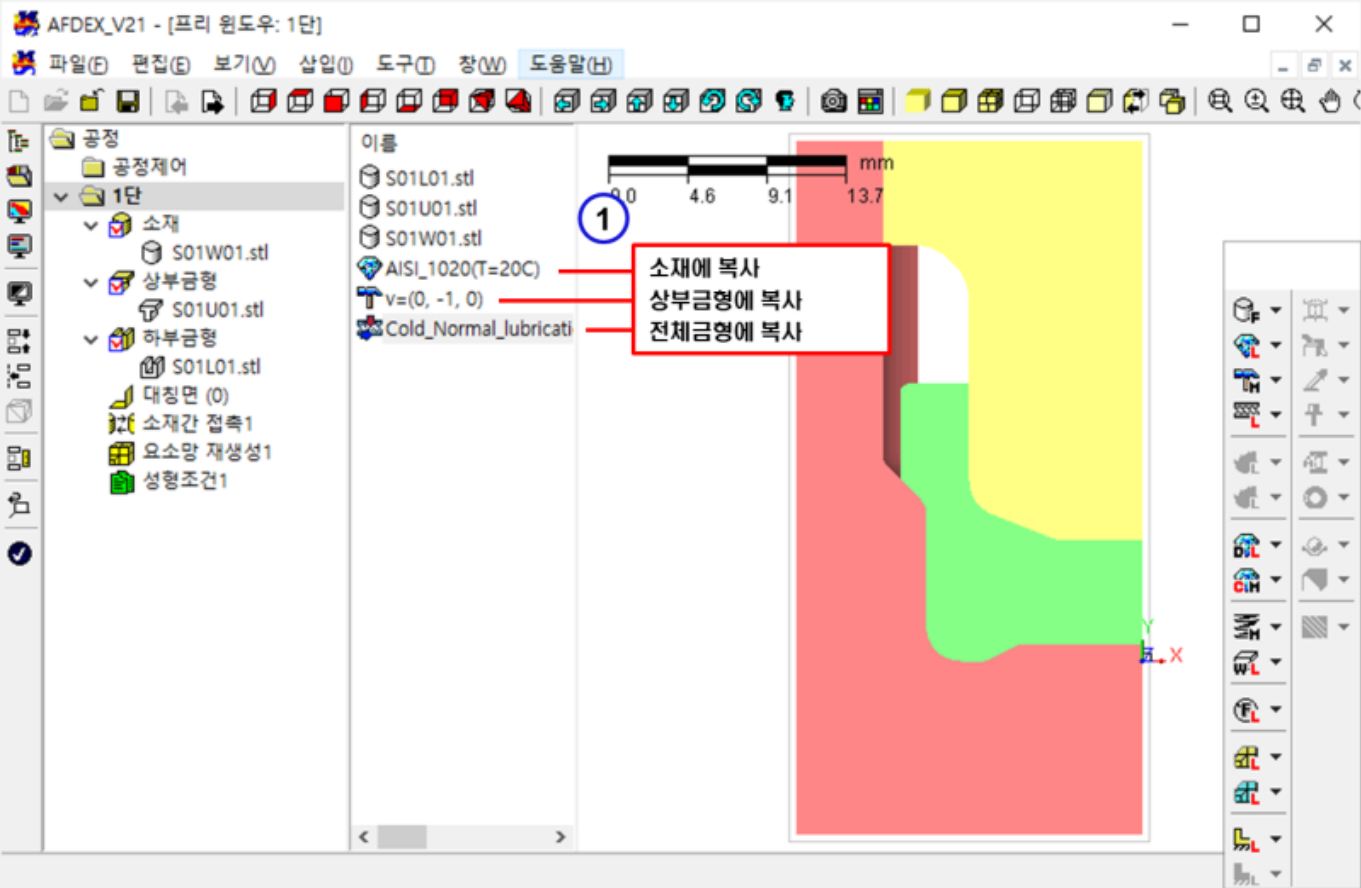 AFDEX_V21 - [프리 윈도우: 1단]
파일(F) 편집(E) 보기(V) 삽입(I) 도구(T) 창(W) 도움말(H)
공정
공정제어
1단
소재
S01W01.stl
상부금형
S01U01.stl
하부금형
S01L01.stl
대칭면 (0)
소재간 접촉1
요소망 재생성1
성형조건1
이름
S01L01.stl
S01U01.stl
S01W01.stl
AISI_1020(T=20C)
v=(0, -1, 0)
Cold_Normal_lubricati
mm
0.0 4.6 9.1 13.7
1
소재에 복사
상부금형에 복사
전체금형에 복사
Y
X
F
L
M
L
L
L
DL
CM
M
WL
FL
L
L
L
L